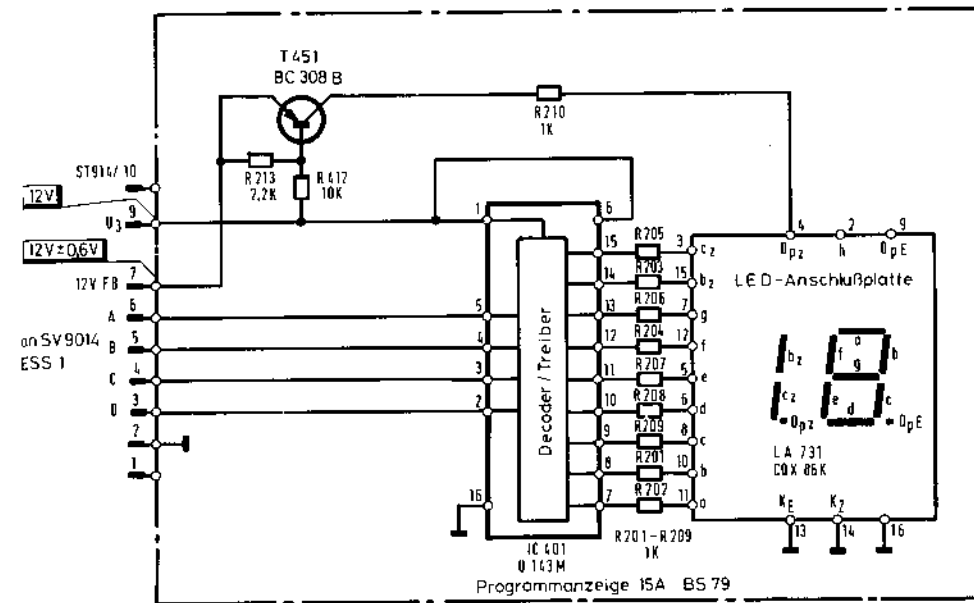 T451
BC 308 B
R210
1K
ST914/10
R213
2,2K
R412
10K
12V
9
U3
12V±0,6V
7
12V FB
6
A
an SV 9014
ESS 1
5
B
4
C
3
D
2
1
1
6
5
4
3
2
16
Decoder / Treiber
15
14
13
12
11
10
9
8
7
R205
R203
R206
R204
R207
R208
R209
R201
R202
R201–R209
1K
IC 401
U 143M
3
15
7
12
5
6
8
10
11
cz
bz
g
f
e
d
c
b
a
4
2
9
Dpz
h
DpE
LED-Anschlußplatte
bz
cz
Dpz
a
f
b
g
e
c
d
DpE
LA 731
CQX 86K
KE
KZ
13
14
16
Programmanzeige 15A BS 79